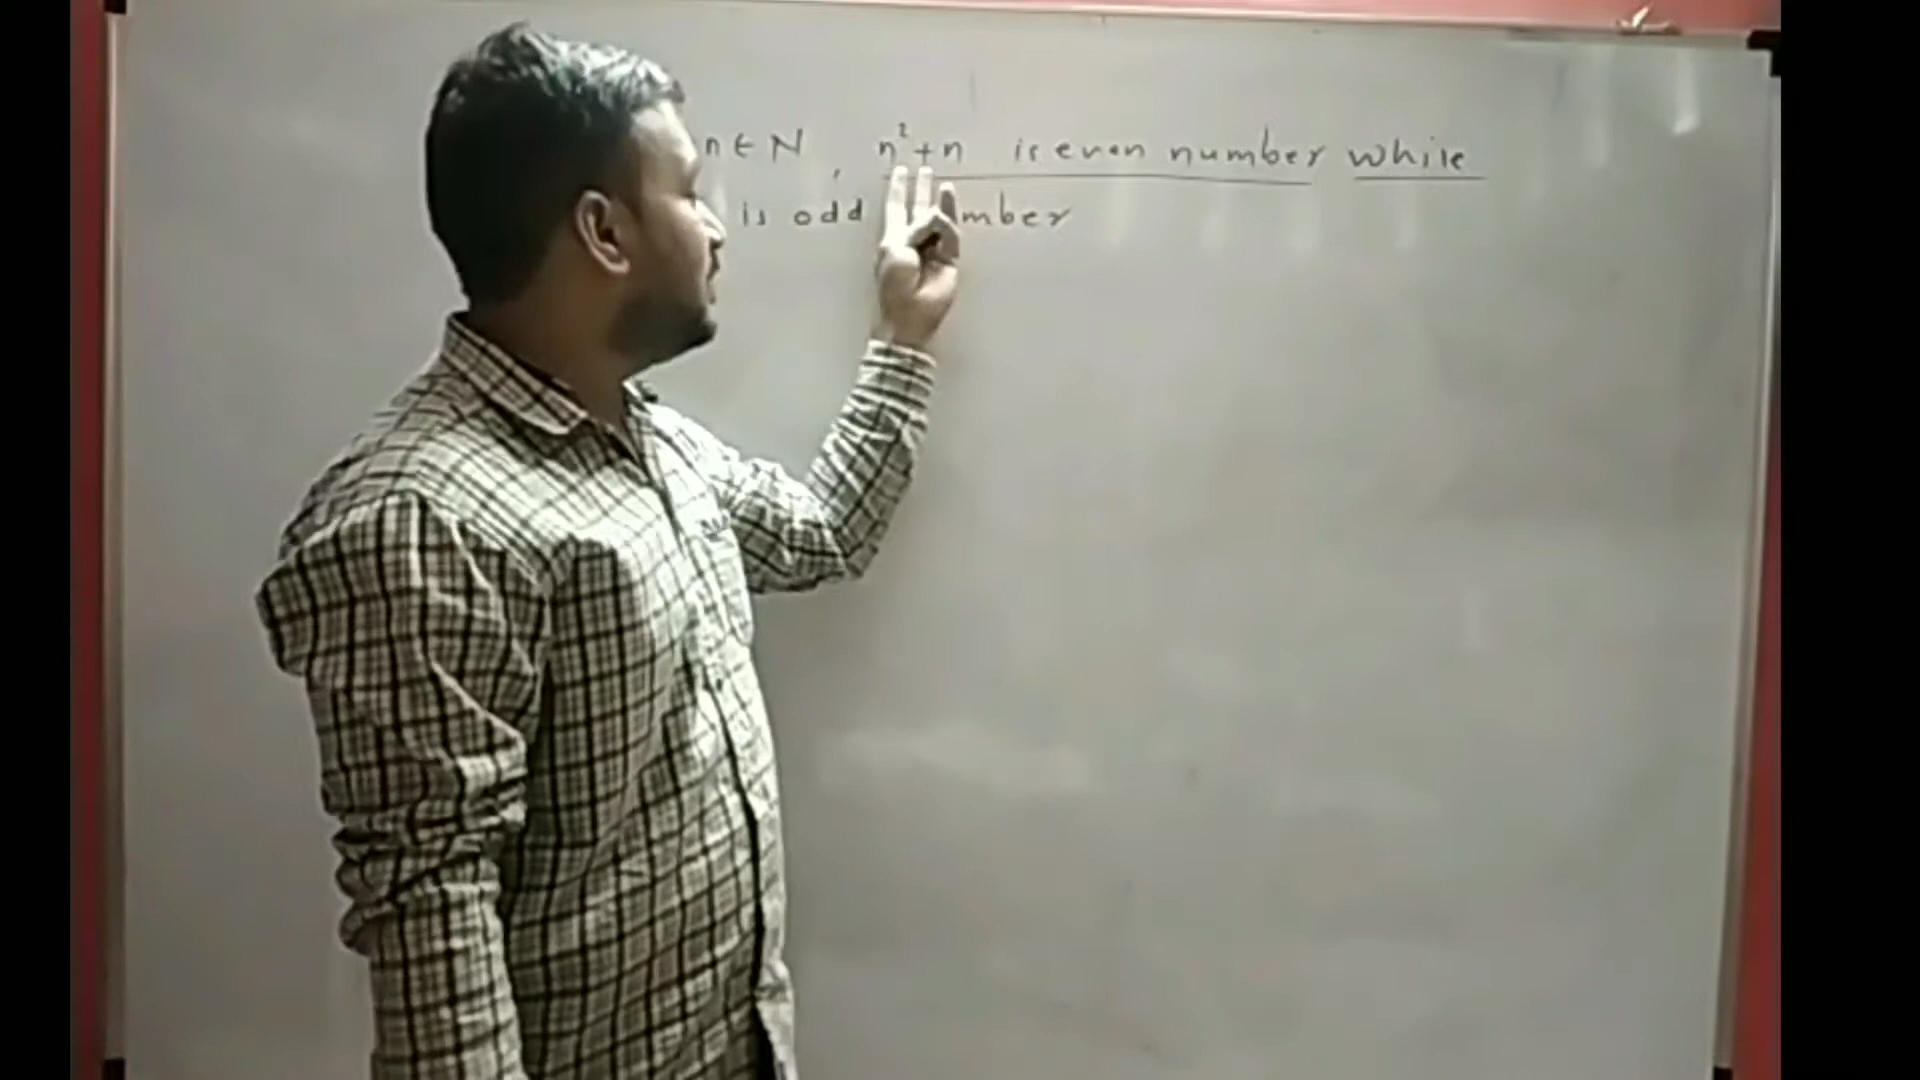 n ∈ N, n²+n is even number while
is odd